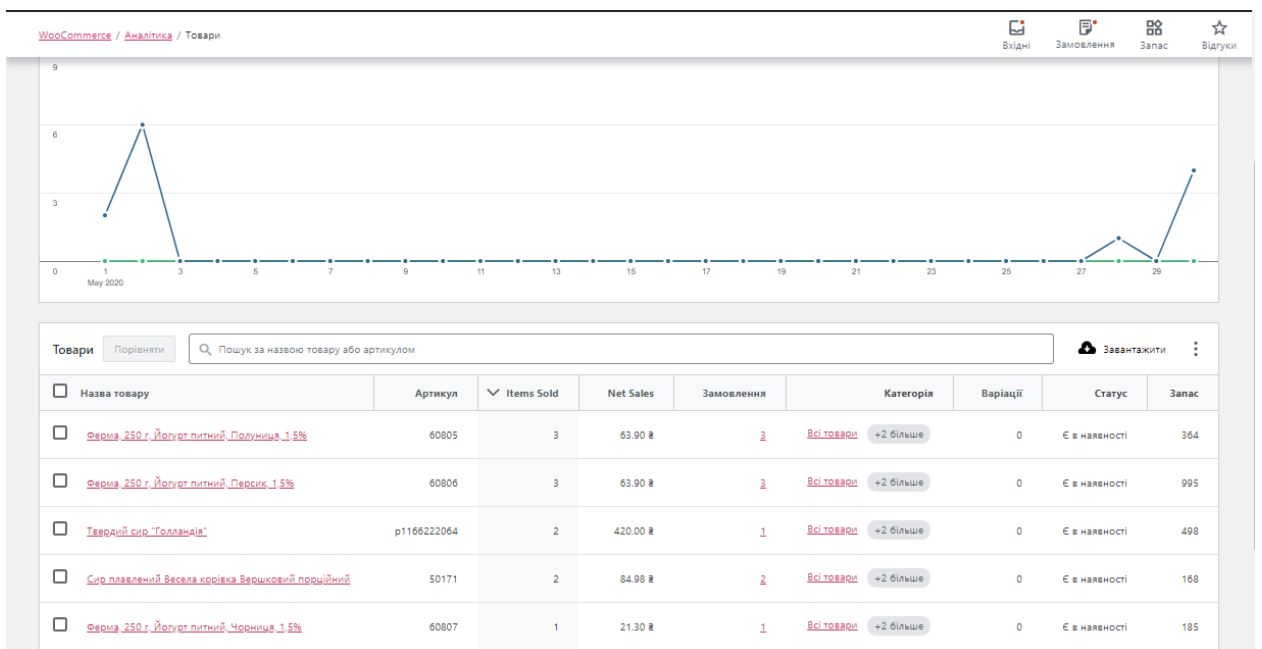 WooCommerce / Аналітика / Товари
Вхідні Замовлення Запас Відгуки
9
6
3
0 1 3 5 7 9 11 13 15 17 19 21 23 25 27 29
May 2020
Товари Порівняти Пошук за назвою товару або артикулом Завантажити
Назва товару Артикул Items Sold Net Sales Замовлення Категорія Варіації Статус Запас
Ферма, 250 г, Йогурт питний, Полуниця, 1,5% 60805 3 63.90 ₴ 3 Всі товари +2 більше 0 Є в наявності 364
Ферма, 250 г, Йогурт питний, Персик, 1,5% 60806 3 63.90 ₴ 3 Всі товари +2 більше 0 Є в наявності 995
Твердий сир "Голландія" p1166222064 2 420.00 ₴ 1 Всі товари +2 більше 0 Є в наявності 498
Сир плавлений Весела корівка Вершковий порційний 50171 2 84.98 ₴ 2 Всі товари +2 більше 0 Є в наявності 168
Ферма, 250 г, Йогурт питний, Чорниця, 1,5% 60807 1 21.30 ₴ 1 Всі товари +2 більше 0 Є в наявності 185